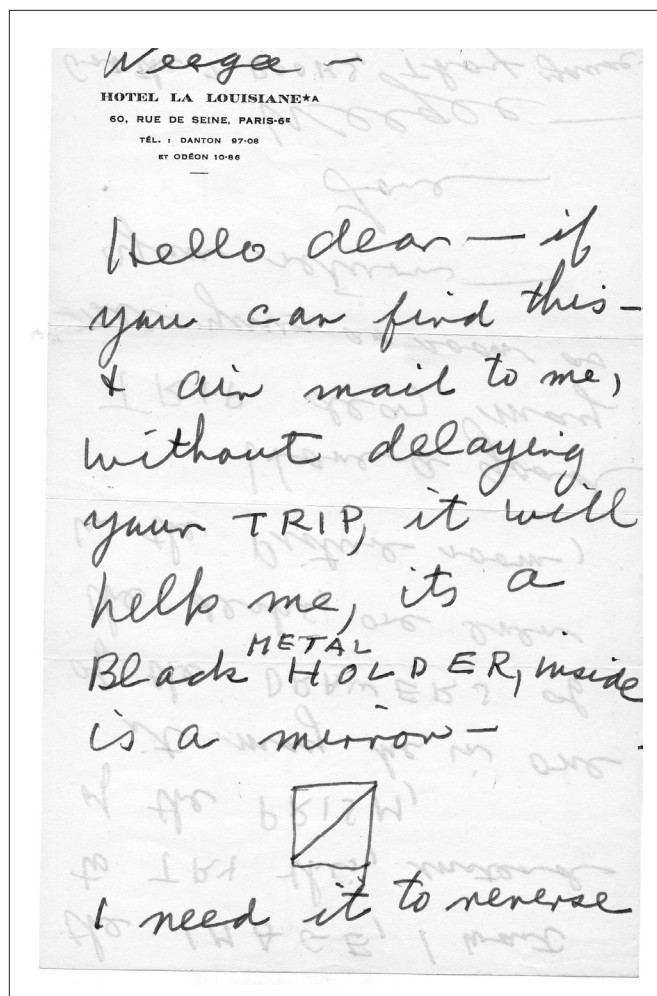 Weegee –
HOTEL LA LOUISIANE★A
60, RUE DE SEINE, PARIS-6E
TÉL. : DANTON 97-08
ET ODÉON 10-86
Hello dear — if
you can find this –
+ air mail to me,
without delaying
your TRIP, it will
help me, its a
METAL
Black HOLDER, inside
is a mirror –
I need it to reverse